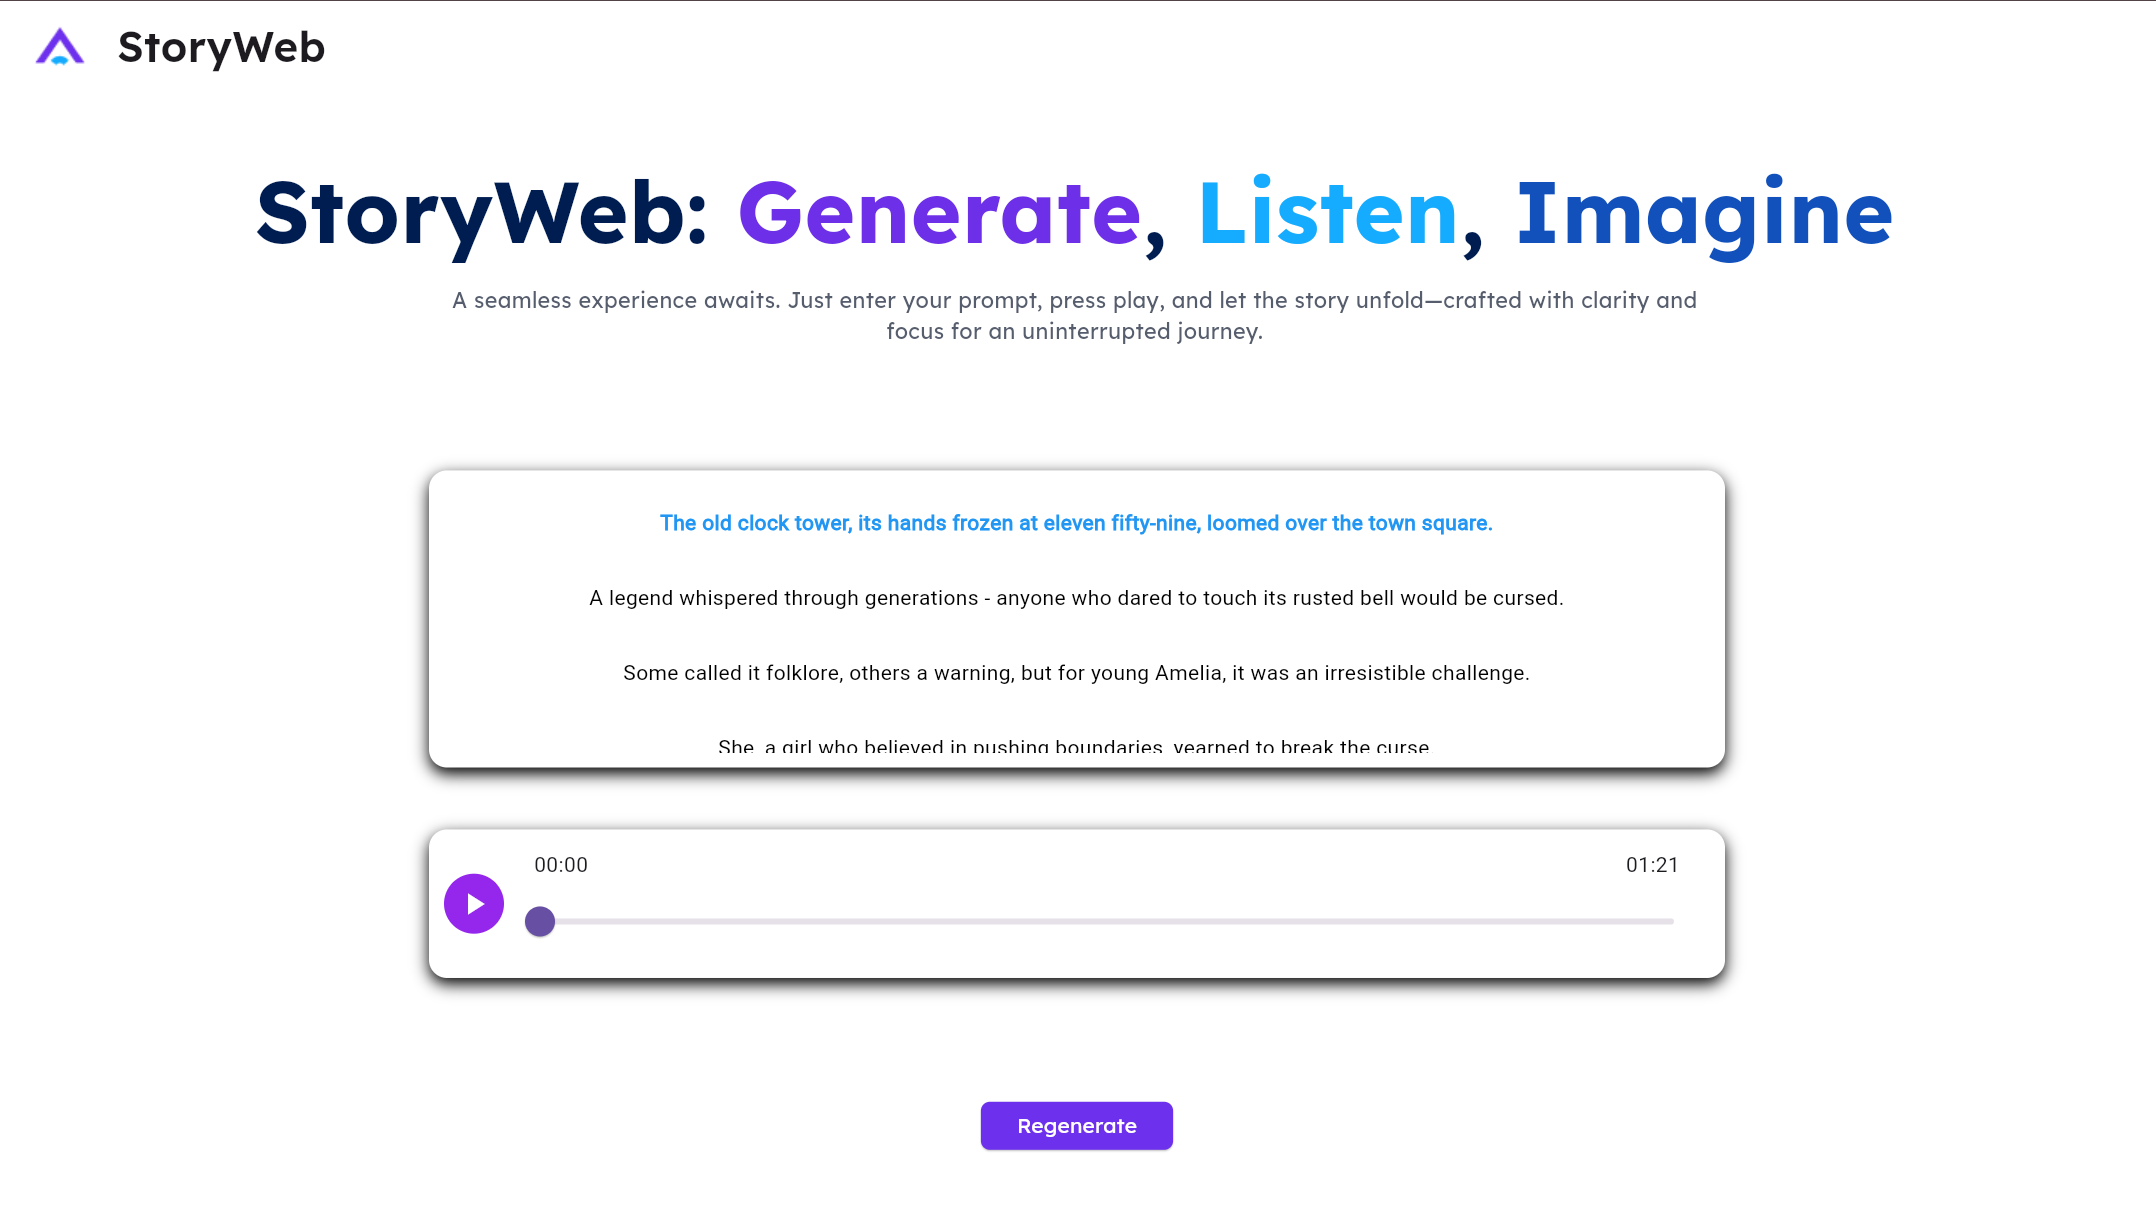 StoryWeb
StoryWeb: Generate, Listen, Imagine
A seamless experience awaits. Just enter your prompt, press play, and let the story unfold—crafted with clarity and
focus for an uninterrupted journey.
The old clock tower, its hands frozen at eleven fifty-nine, loomed over the town square.
A legend whispered through generations - anyone who dared to touch its rusted bell would be cursed.
Some called it folklore, others a warning, but for young Amelia, it was an irresistible challenge.
She, a girl who believed in pushing boundaries, yearned to break the curse.
00:00 01:21
Regenerate